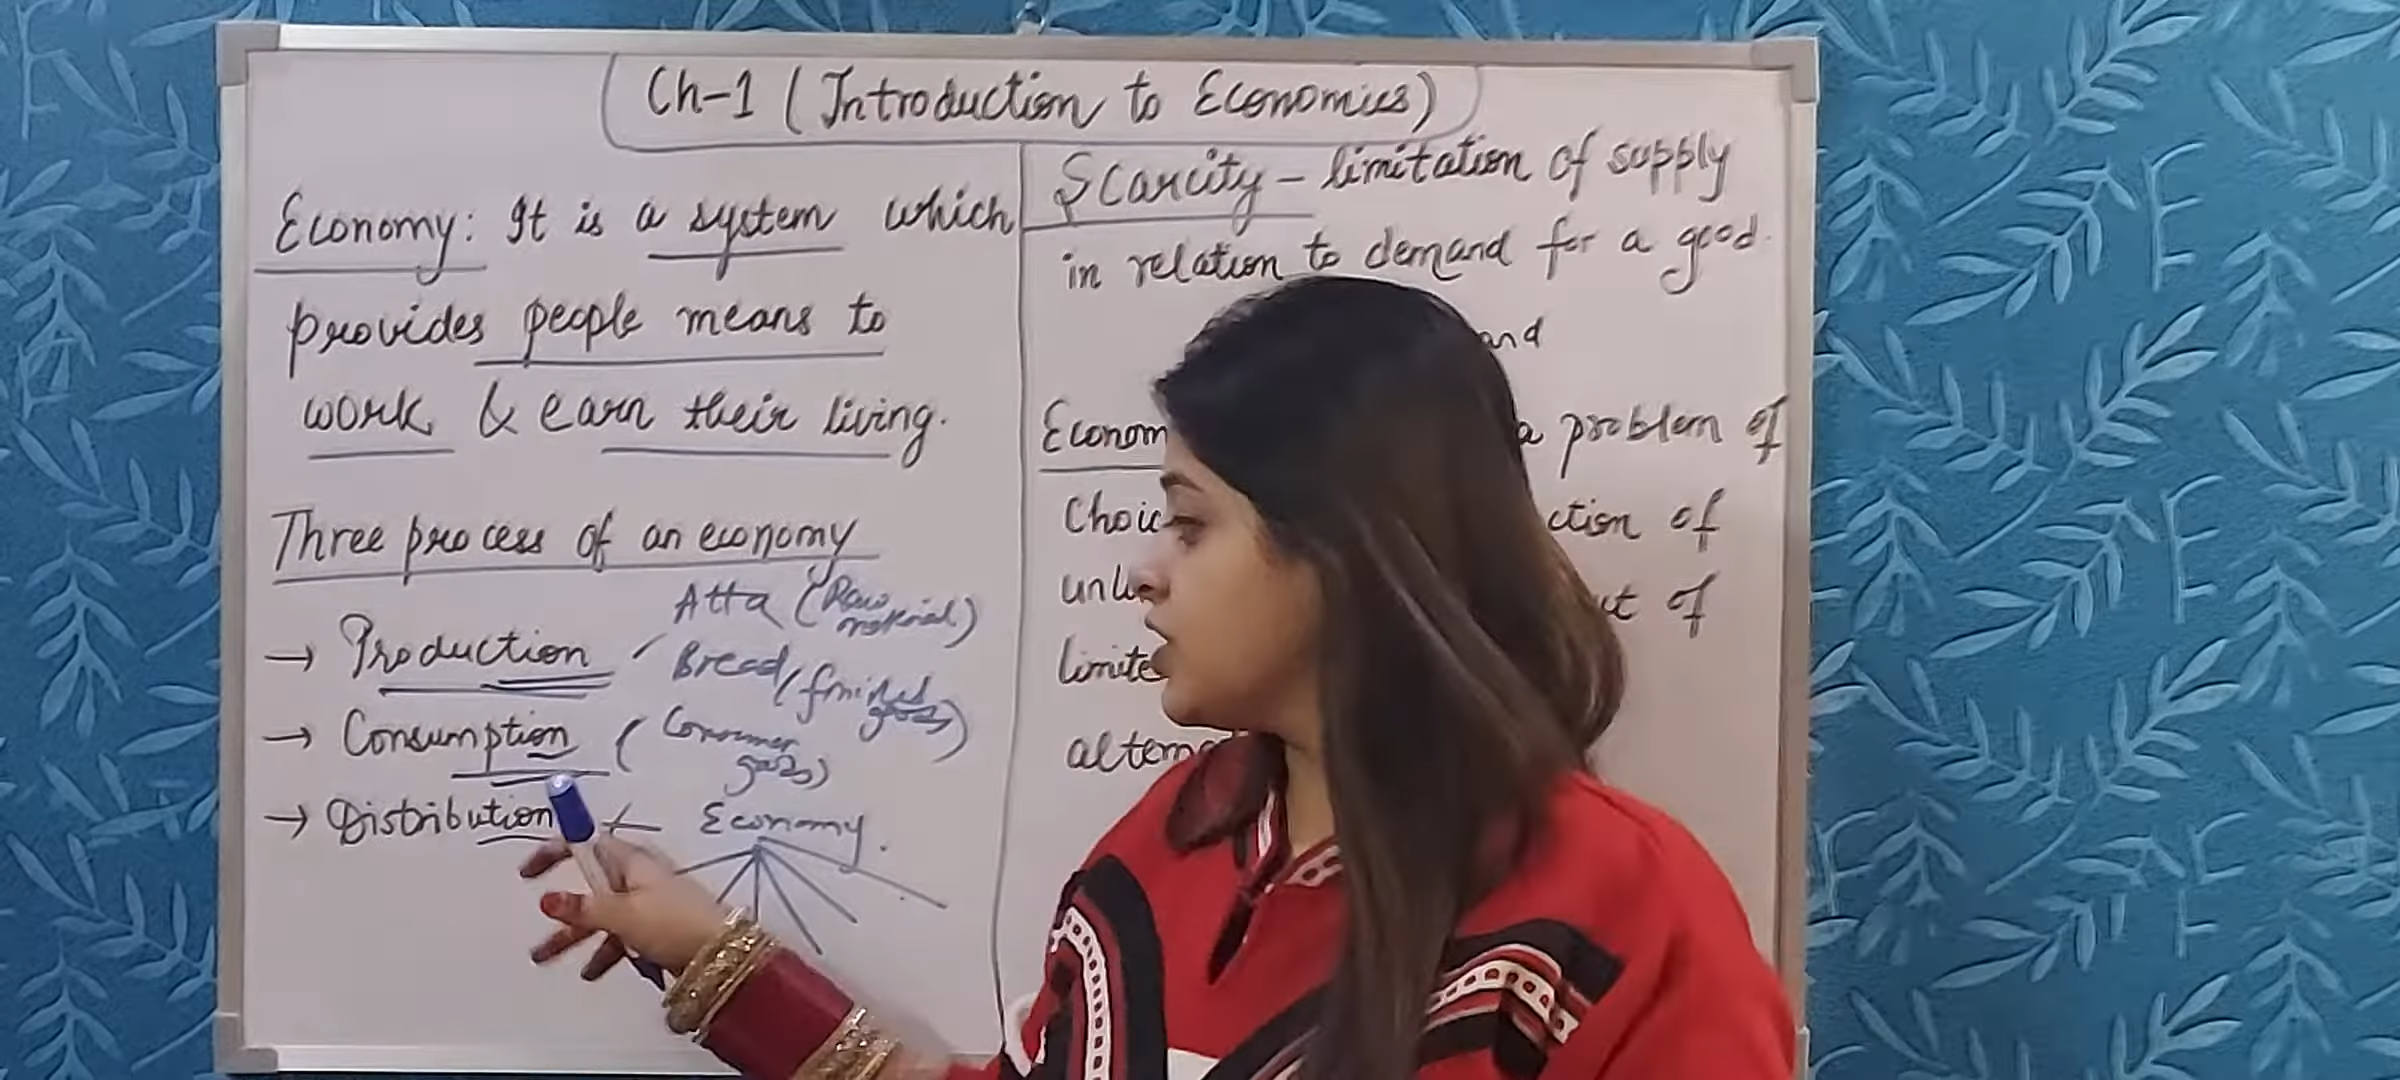 Ch-1 (Introduction to Economics)
Economy: It is a system which
provides people means to
work & earn their living.
Three process of an economy
→ Production
Atta (Raw material)
Bread (finished goods)
→ Consumption (Consumer goods)
→ Distribution
Economy.
Scarcity - limitation of supply
in relation to demand for a good.
and
Econom
a problem of
Choic
ction of
unli
ut of
limite
alterna